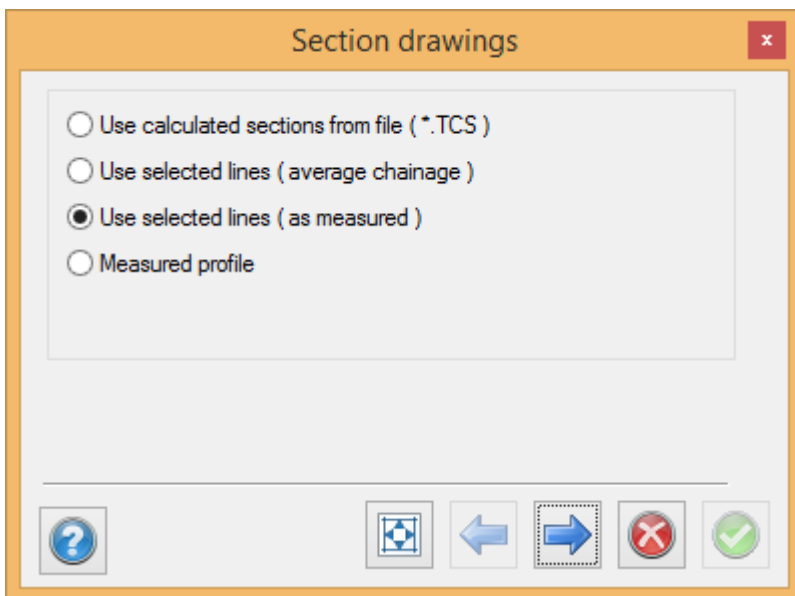 Section drawings
x
Use calculated sections from file ( *.TCS )
Use selected lines ( average chainage )
Use selected lines ( as measured )
Measured profile
?